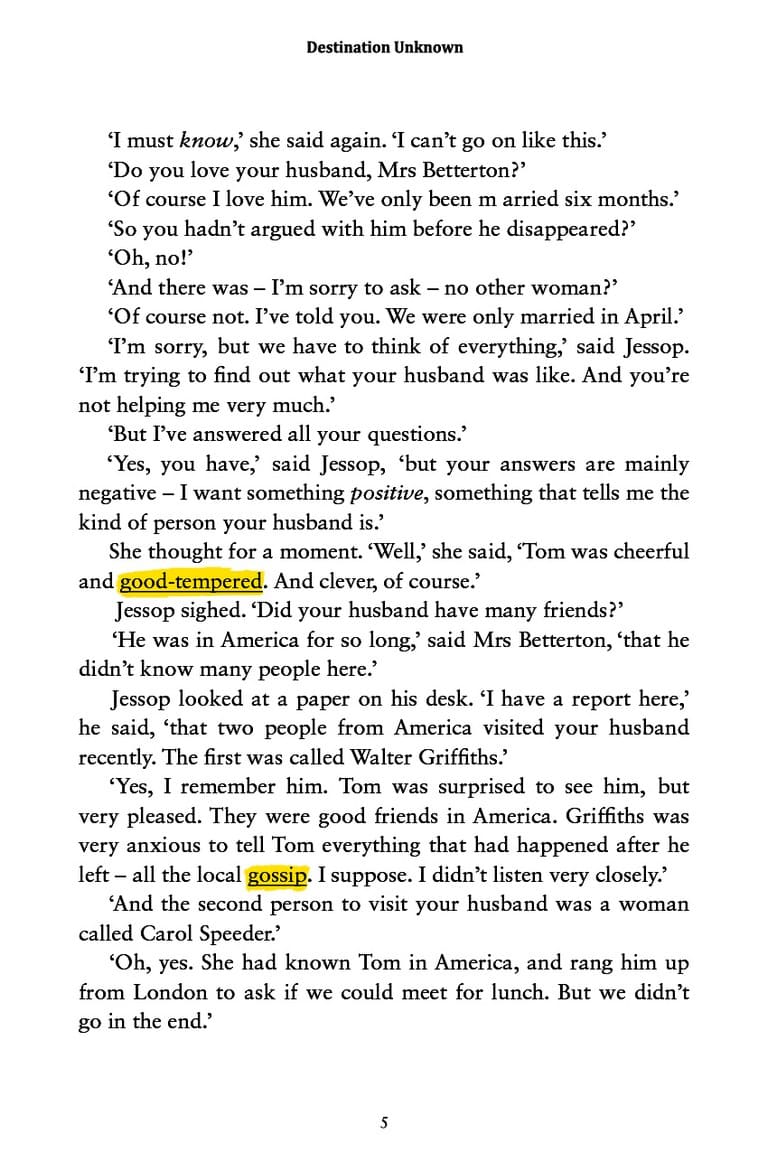 Destination Unknown
‘I must know,’ she said again. ‘I can’t go on like this.’
‘Do you love your husband, Mrs Betterton?’
‘Of course I love him. We’ve only been m arried six months.’
‘So you hadn’t argued with him before he disappeared?’
‘Oh, no!’
‘And there was – I’m sorry to ask – no other woman?’
‘Of course not. I’ve told you. We were only married in April.’
‘I’m sorry, but we have to think of everything,’ said Jessop.
‘I’m trying to find out what your husband was like. And you’re
not helping me very much.’
‘But I’ve answered all your questions.’
‘Yes, you have,’ said Jessop, ‘but your answers are mainly
negative – I want something positive, something that tells me the
kind of person your husband is.’
She thought for a moment. ‘Well,’ she said, ‘Tom was cheerful
and good-tempered. And clever, of course.’
Jessop sighed. ‘Did your husband have many friends?’
‘He was in America for so long,’ said Mrs Betterton, ‘that he
didn’t know many people here.’
Jessop looked at a paper on his desk. ‘I have a report here,’
he said, ‘that two people from America visited your husband
recently. The first was called Walter Griffiths.’
‘Yes, I remember him. Tom was surprised to see him, but
very pleased. They were good friends in America. Griffiths was
very anxious to tell Tom everything that had happened after he
left – all the local gossip. I suppose. I didn’t listen very closely.’
‘And the second person to visit your husband was a woman
called Carol Speeder.’
‘Oh, yes. She had known Tom in America, and rang him up
from London to ask if we could meet for lunch. But we didn’t
go in the end.’
5